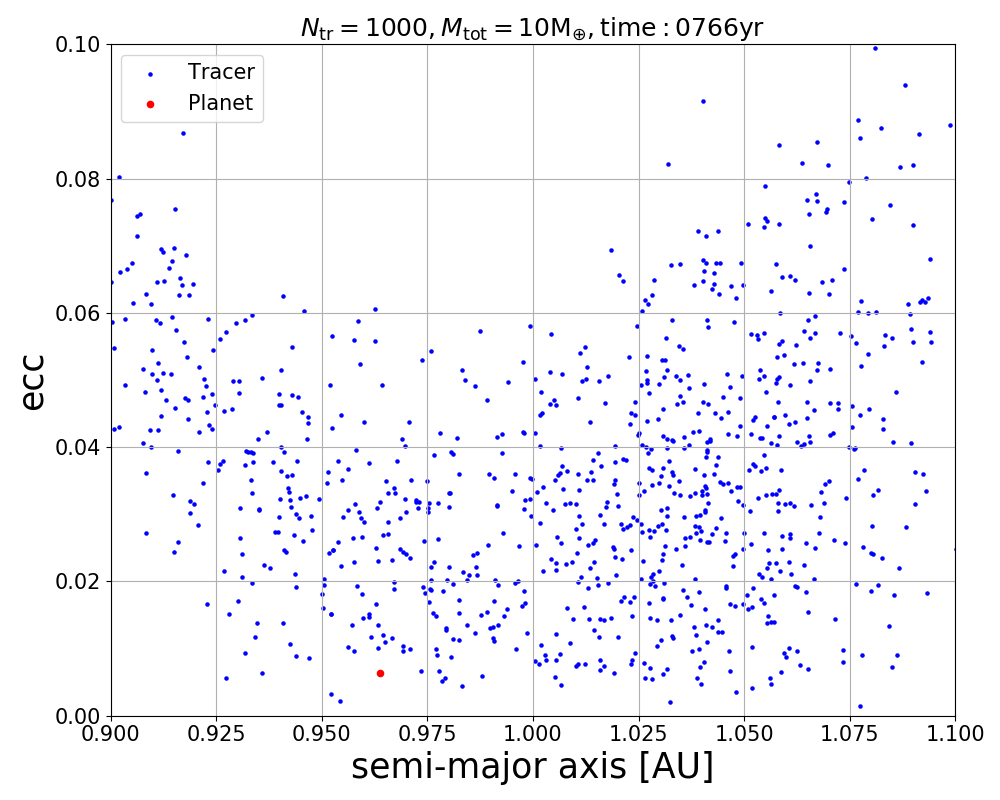 N_tr = 1000, M_tot = 10M_⊕, time : 0766yr
Tracer
Planet
0.10
0.08
0.06
0.04
0.02
0.00
ecc
0.900 0.925 0.950 0.975 1.000 1.025 1.050 1.075 1.100
semi-major axis [AU]